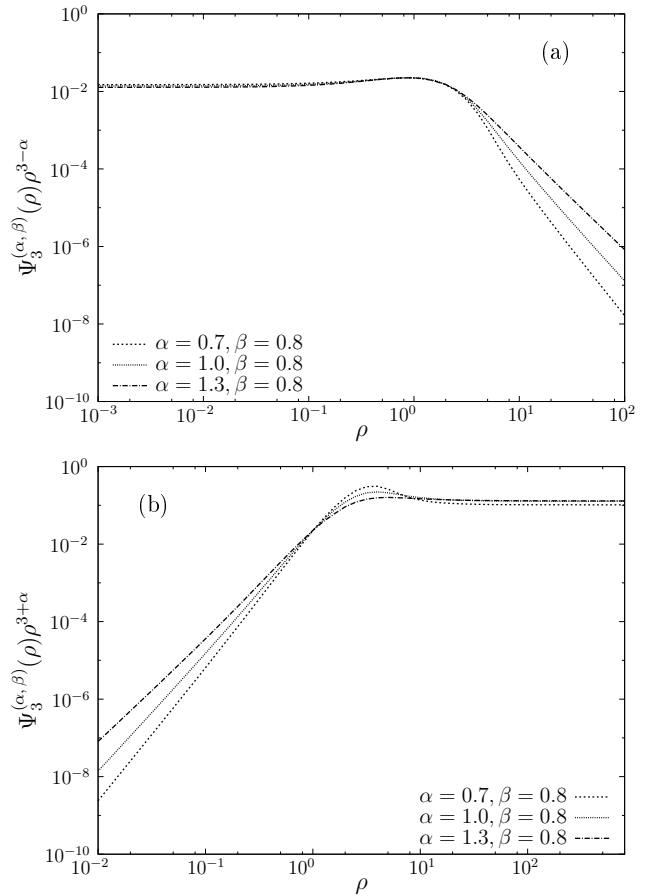 10^0
(a)
10^-2
10^-4
10^-6
10^-8
10^-10
Ψ_3^(α,β)(ρ)ρ^3−α
α = 0.7, β = 0.8
α = 1.0, β = 0.8
α = 1.3, β = 0.8
10^-3 10^-2 10^-1 10^0 10^1 10^2
ρ
10^0
(b)
10^-2
10^-4
10^-6
10^-8
10^-10
Ψ_3^(α,β)(ρ)ρ^3+α
α = 0.7, β = 0.8
α = 1.0, β = 0.8
α = 1.3, β = 0.8
10^-2 10^-1 10^0 10^1 10^2
ρ